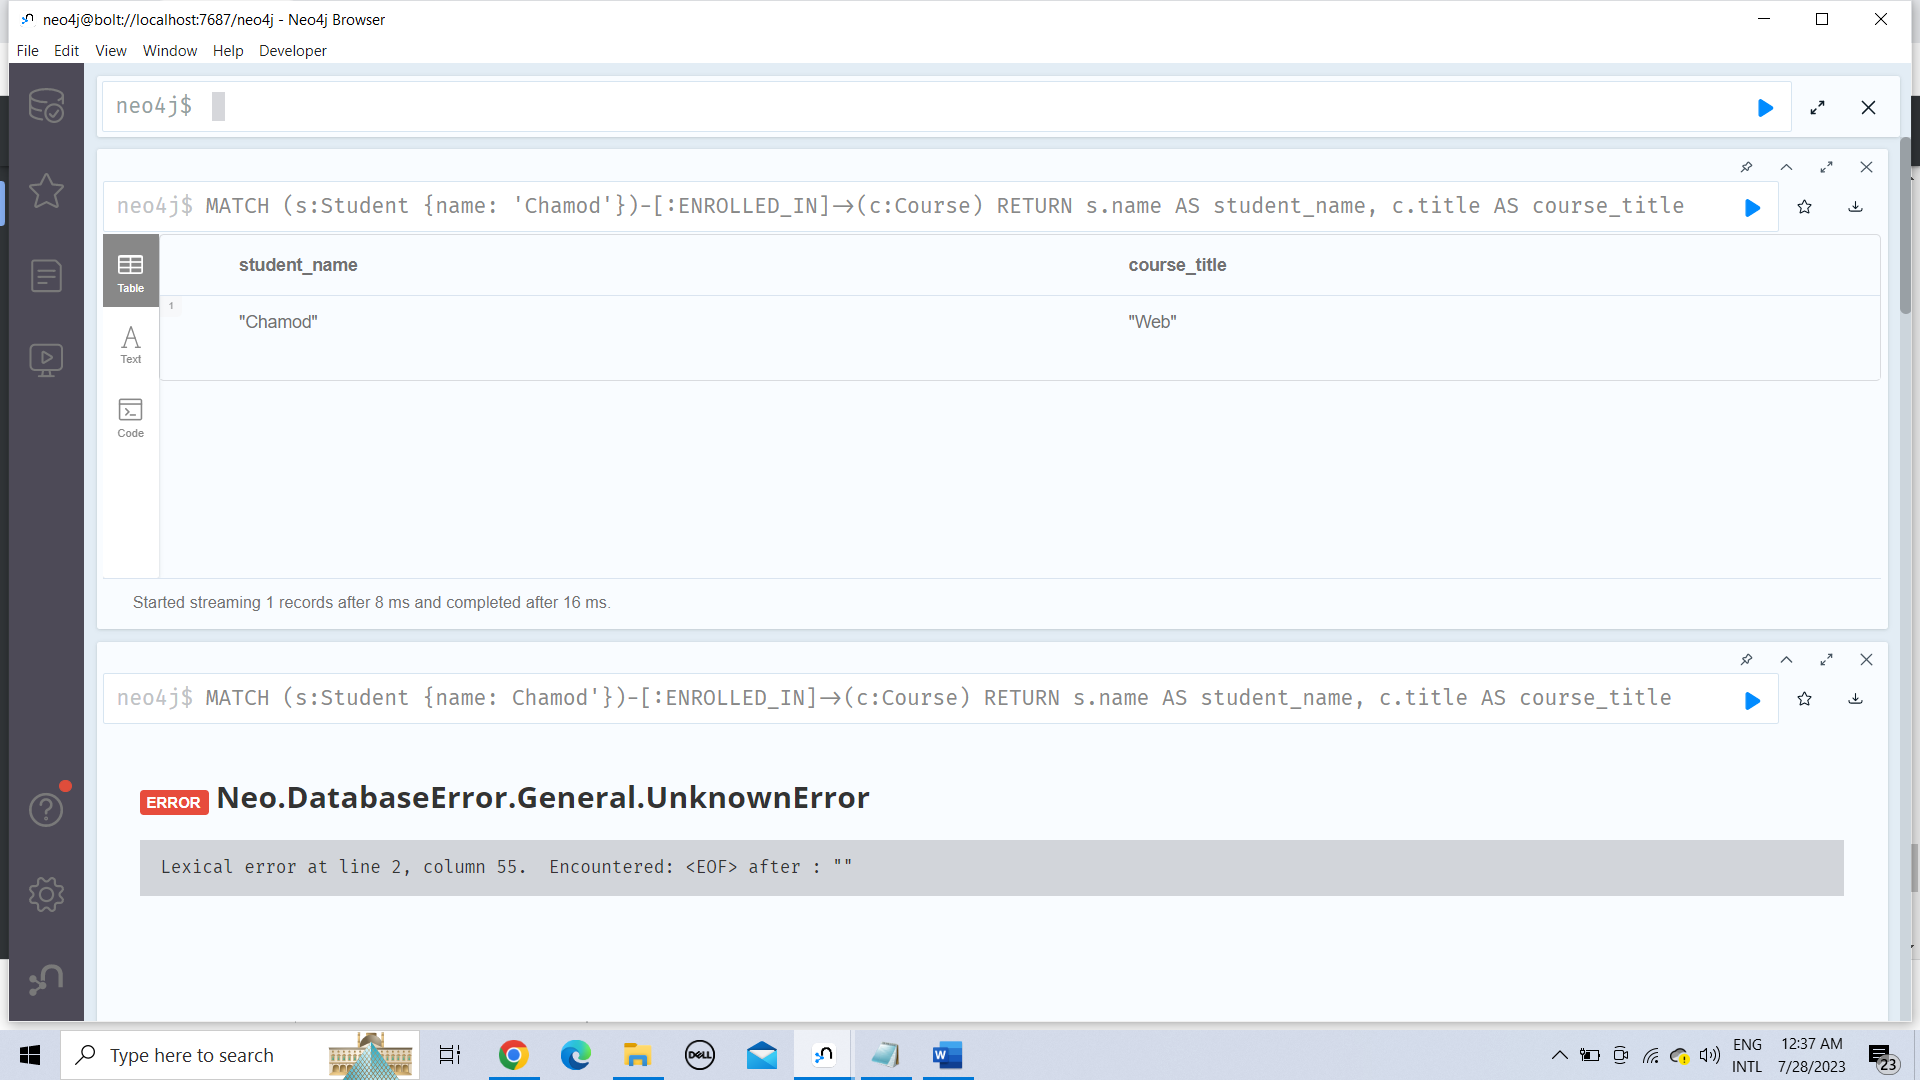 neo4j@bolt://localhost:7687/neo4j - Neo4j Browser
File Edit View Window Help Developer
neo4j$
neo4j$ MATCH (s:Student {name: 'Chamod'})-[:ENROLLED_IN]->(c:Course) RETURN s.name AS student_name, c.title AS course_title
Table
student_name course_title
1
"Chamod" "Web"
Text
Code
Started streaming 1 records after 8 ms and completed after 16 ms.
neo4j$ MATCH (s:Student {name: Chamod'})-[:ENROLLED_IN]->(c:Course) RETURN s.name AS student_name, c.title AS course_title
ERROR Neo.DatabaseError.General.UnknownError
Lexical error at line 2, column 55.  Encountered: <EOF> after : ""
Type here to search
DELL
W
ENG
INTL
12:37 AM
7/28/2023
23